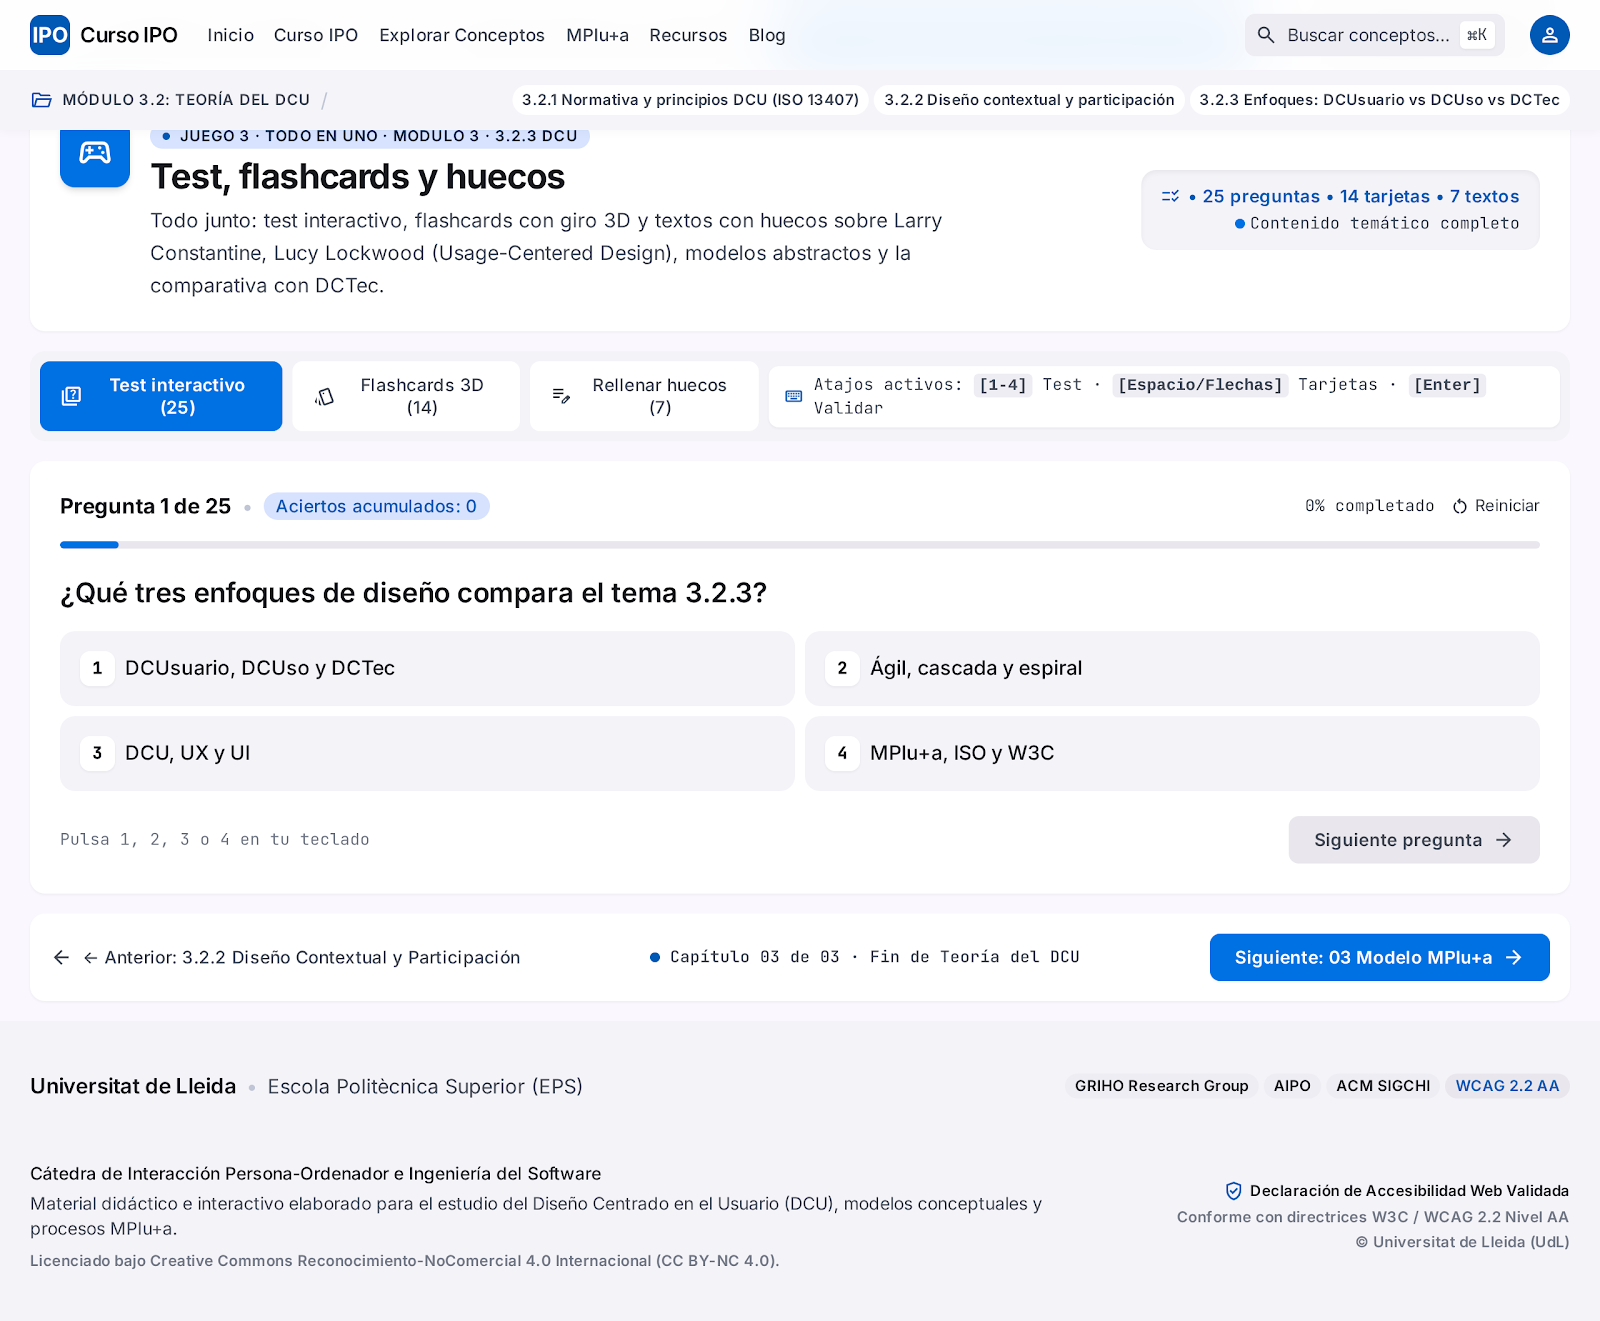 IPO Curso IPO Inicio Curso IPO Explorar Conceptos MPIu+a Recursos Blog Buscar conceptos... ⌘K
MÓDULO 3.2: TEORÍA DEL DCU / 3.2.1 Normativa y principios DCU (ISO 13407) 3.2.2 Diseño contextual y participación 3.2.3 Enfoques: DCUsuario vs DCUso vs DCTec
• JUEGO 3 · TODO EN UNO · MÓDULO 3 · 3.2.3 DCU
Test, flashcards y huecos
Todo junto: test interactivo, flashcards con giro 3D y textos con huecos sobre Larry
Constantine, Lucy Lockwood (Usage-Centered Design), modelos abstractos y la
comparativa con DCTec.
• 25 preguntas • 14 tarjetas • 7 textos
Contenido temático completo
Test interactivo
(25)
Flashcards 3D
(14)
Rellenar huecos
(7)
Atajos activos: [1-4] Test · [Espacio/Flechas] Tarjetas · [Enter]
Validar
Pregunta 1 de 25 • Aciertos acumulados: 0 0% completado Reiniciar
¿Qué tres enfoques de diseño compara el tema 3.2.3?
1 DCUsuario, DCUso y DCTec
2 Ágil, cascada y espiral
3 DCU, UX y UI
4 MPIu+a, ISO y W3C
Pulsa 1, 2, 3 o 4 en tu teclado
Siguiente pregunta →
← ← Anterior: 3.2.2 Diseño Contextual y Participación
Capítulo 03 de 03 · Fin de Teoría del DCU
Siguiente: 03 Modelo MPIu+a →
Universitat de Lleida • Escola Politècnica Superior (EPS)
GRIHO Research Group AIPO ACM SIGCHI WCAG 2.2 AA
Cátedra de Interacción Persona-Ordenador e Ingeniería del Software
Material didáctico e interactivo elaborado para el estudio del Diseño Centrado en el Usuario (DCU), modelos conceptuales y
procesos MPIu+a.
Licenciado bajo Creative Commons Reconocimiento-NoComercial 4.0 Internacional (CC BY-NC 4.0).
Declaración de Accesibilidad Web Validada
Conforme con directrices W3C / WCAG 2.2 Nivel AA
© Universitat de Lleida (UdL)